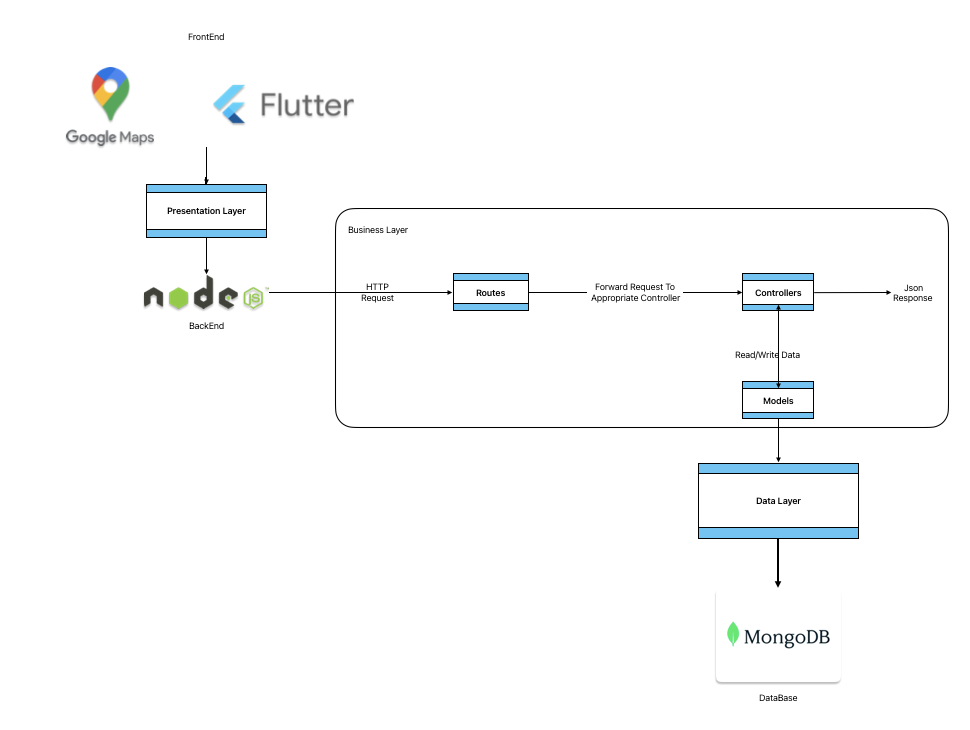 FrontEnd
Google Maps
Flutter
Presentation Layer
Business Layer
node
JS
BackEnd
HTTP
Request
Routes
Forward Request To
Appropriate Controller
Controllers
Json
Response
Read/Write Data
Models
Data Layer
MongoDB
DataBase